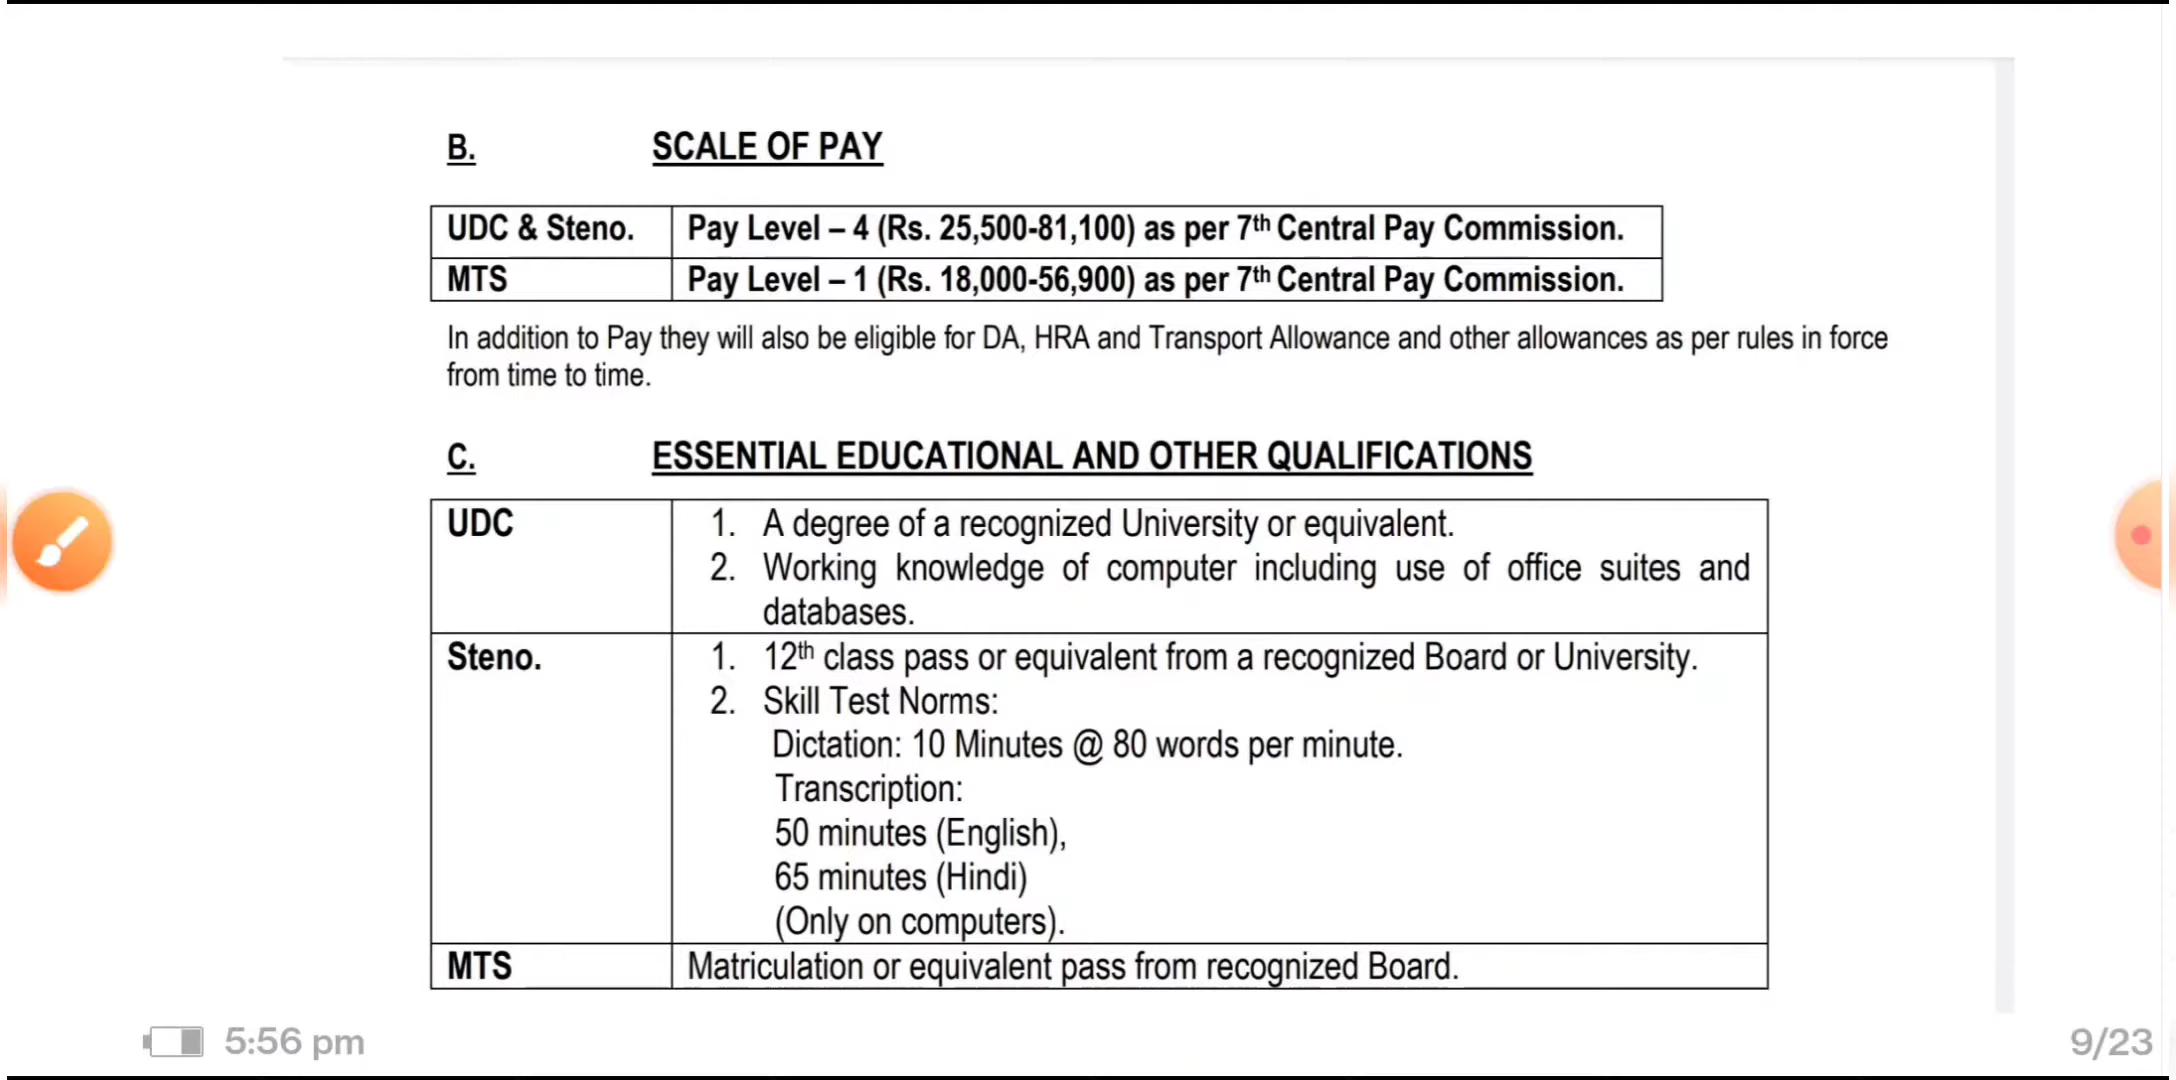 B. SCALE OF PAY
UDC & Steno. Pay Level – 4 (Rs. 25,500-81,100) as per 7th Central Pay Commission.
MTS Pay Level – 1 (Rs. 18,000-56,900) as per 7th Central Pay Commission.
In addition to Pay they will also be eligible for DA, HRA and Transport Allowance and other allowances as per rules in force
from time to time.
C. ESSENTIAL EDUCATIONAL AND OTHER QUALIFICATIONS
UDC 1. A degree of a recognized University or equivalent.
2. Working knowledge of computer including use of office suites and
databases.
Steno. 1. 12th class pass or equivalent from a recognized Board or University.
2. Skill Test Norms:
Dictation: 10 Minutes @ 80 words per minute.
Transcription:
50 minutes (English),
65 minutes (Hindi)
(Only on computers).
MTS Matriculation or equivalent pass from recognized Board.
5:56 pm 9/23